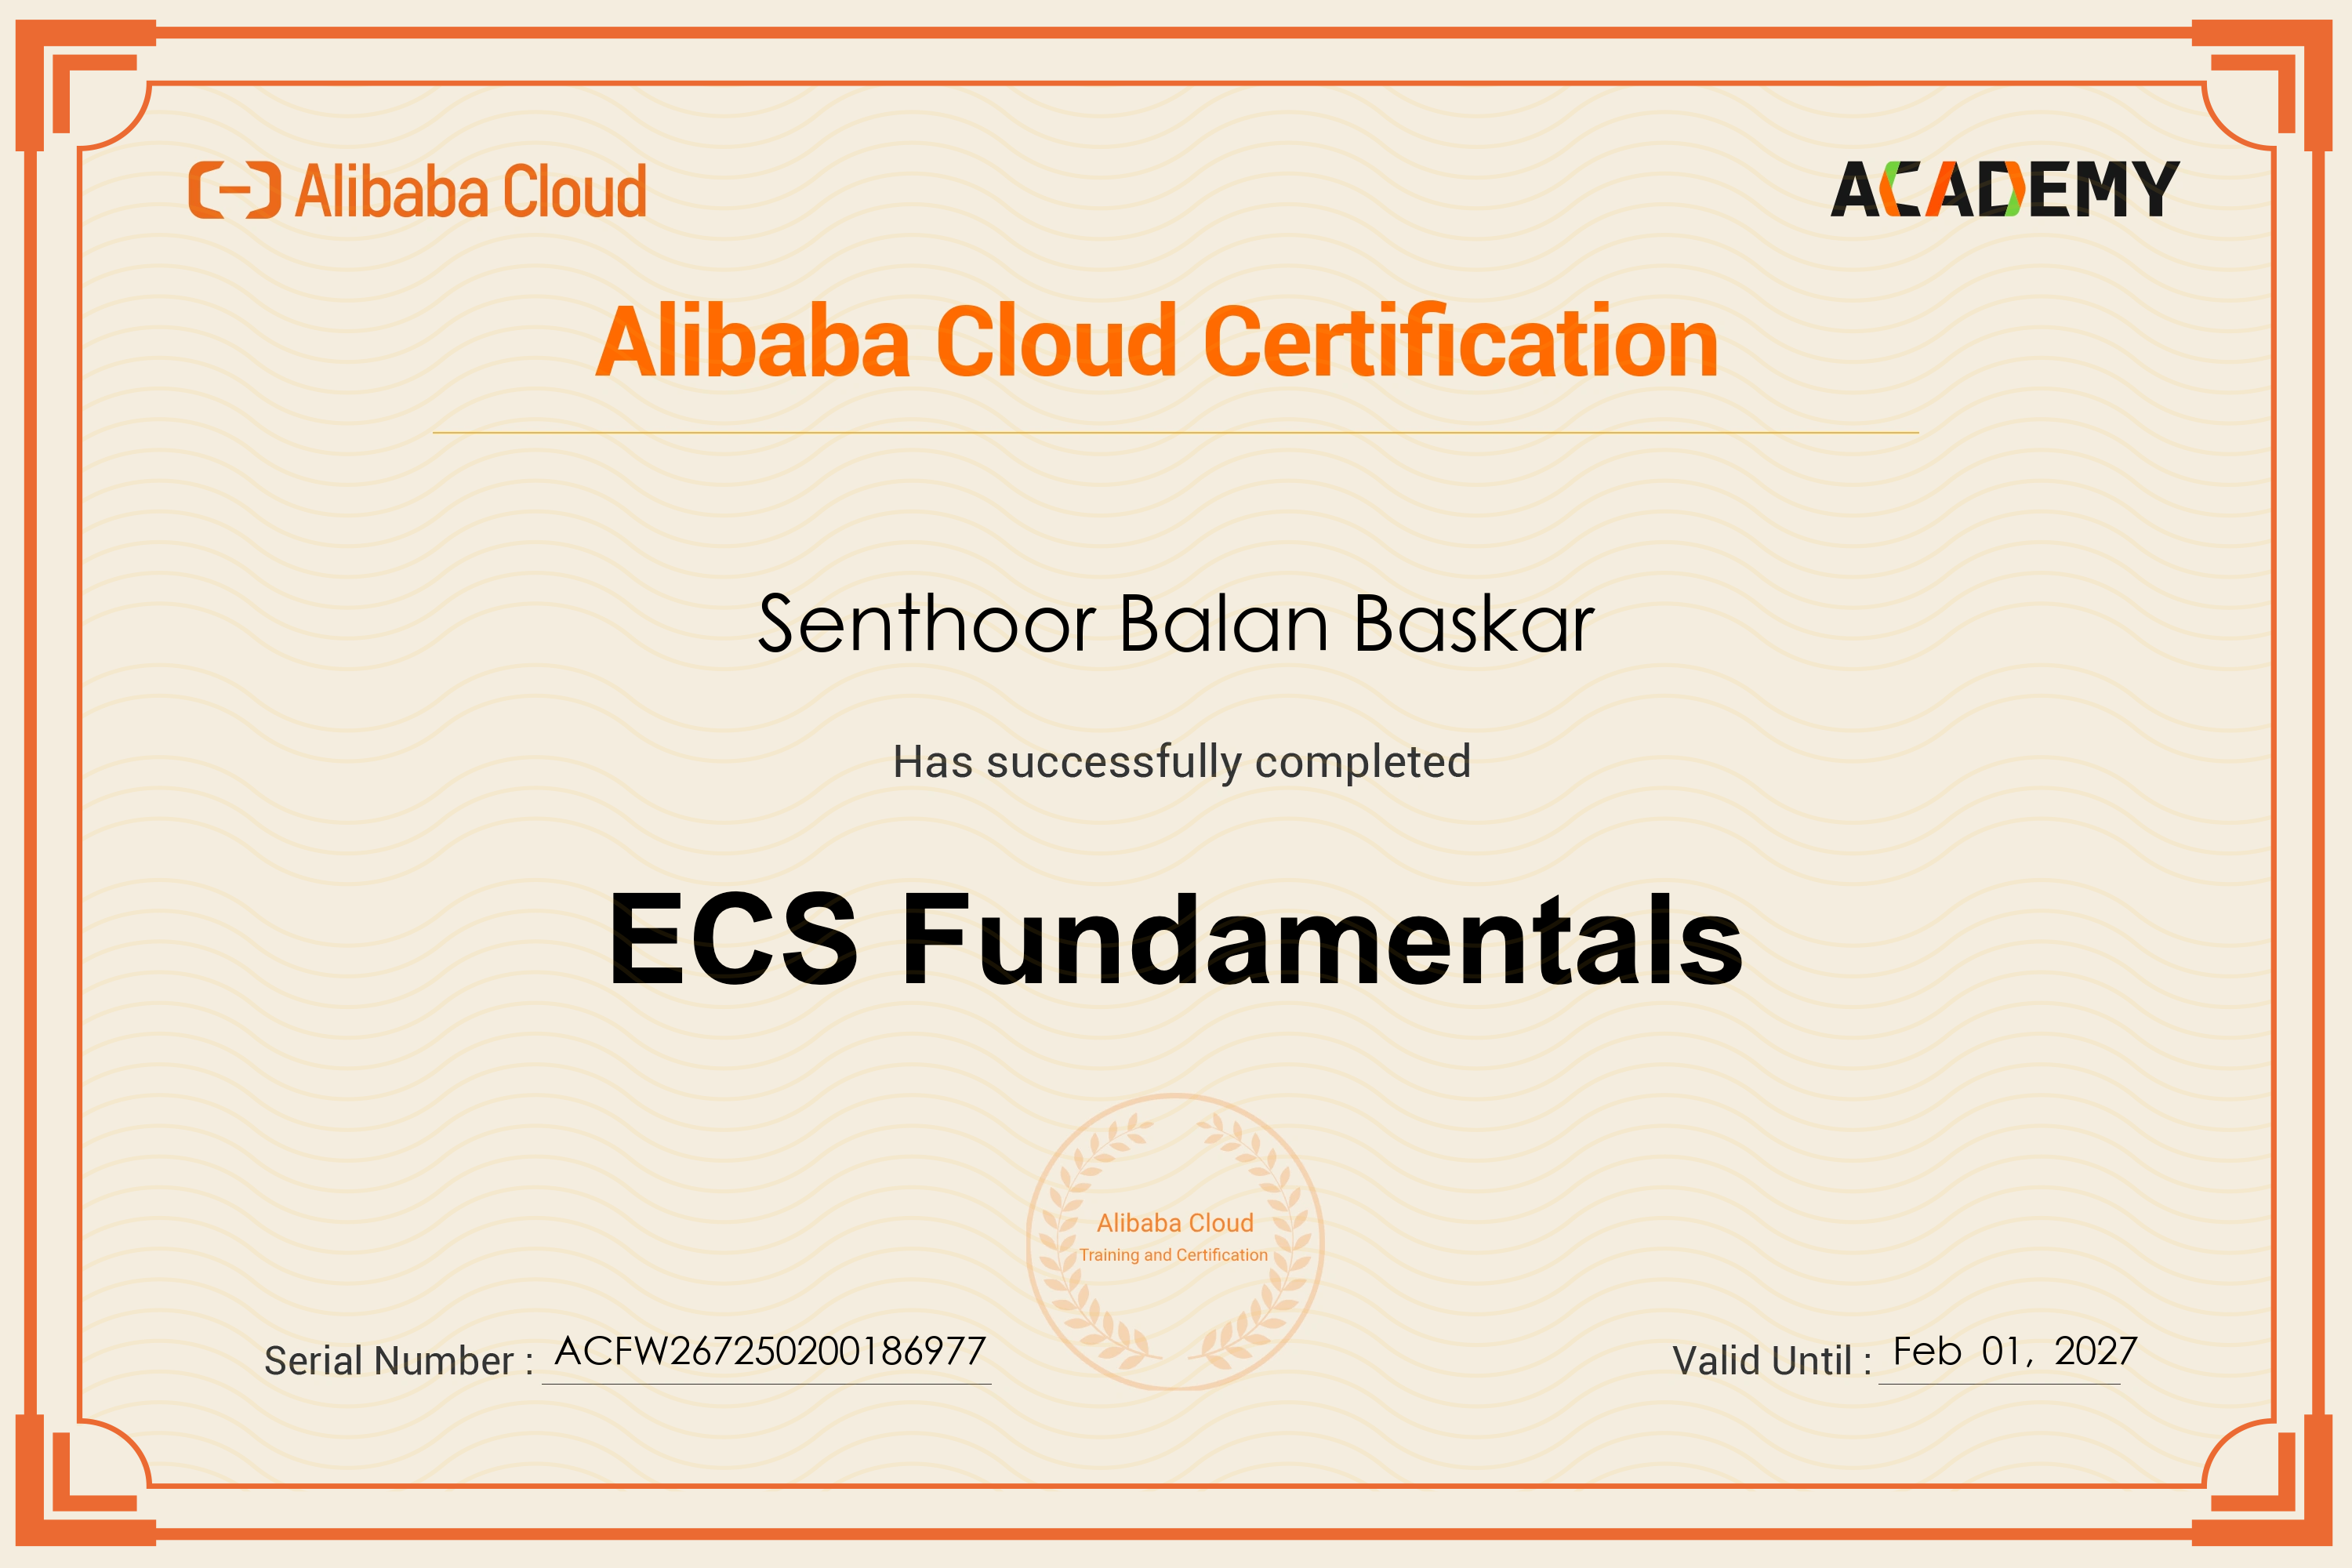 Alibaba Cloud
ACADEMY
Alibaba Cloud Certification
Senthoor Balan Baskar
Has successfully completed
ECS Fundamentals
Alibaba Cloud
Training and Certification
Serial Number : ACFW267250200186977
Valid Until : Feb 01, 2027